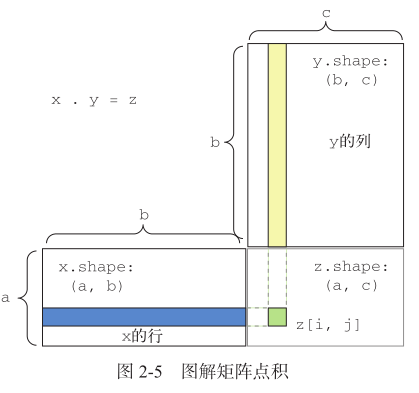 c
y.shape:
(b, c)
x . y = z
b
y的列
b
x.shape:
(a, b)
z.shape:
(a, c)
a
z[i, j]
x的行
图 2-5 图解矩阵点积